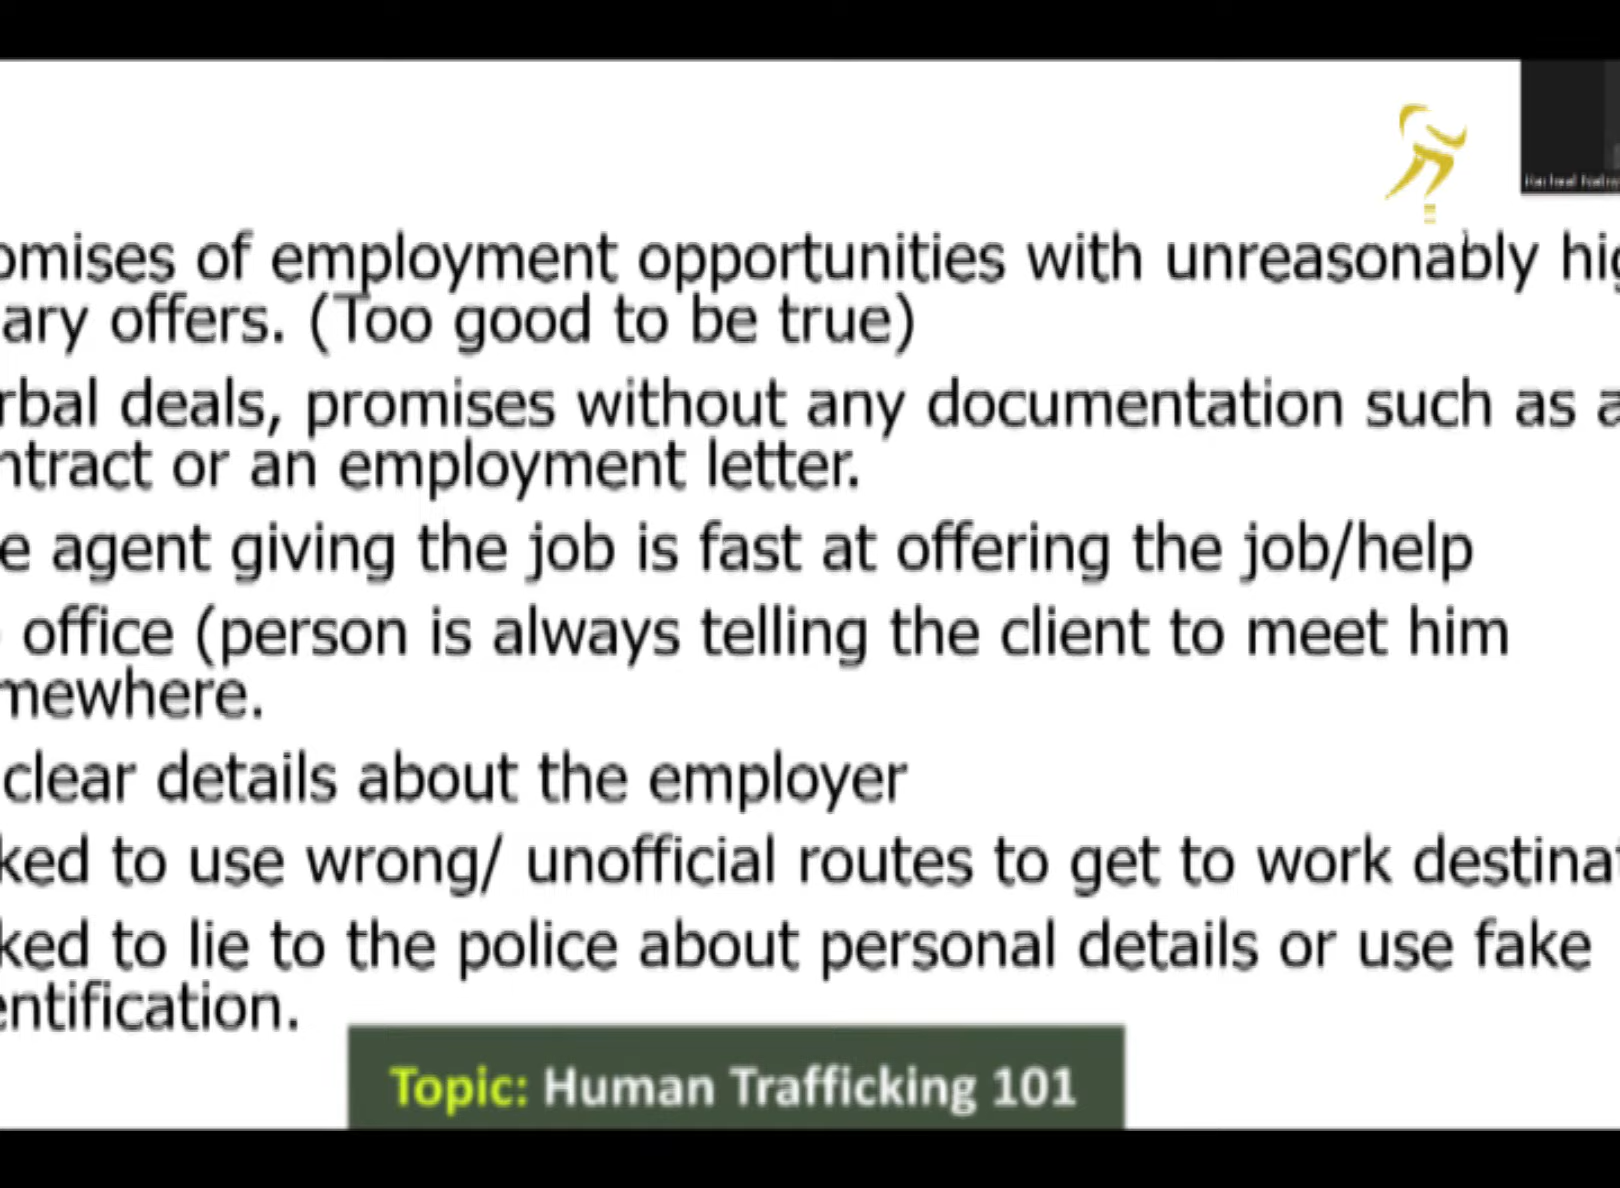 omises of employment opportunities with unreasonably hig
ary offers. (Too good to be true)
rbal deals, promises without any documentation such as a
ntract or an employment letter.
e agent giving the job is fast at offering the job/help
office (person is always telling the client to meet him
mewhere.
clear details about the employer
ked to use wrong/ unofficial routes to get to work destinat
ked to lie to the police about personal details or use fake
entification.
Topic: Human Trafficking 101